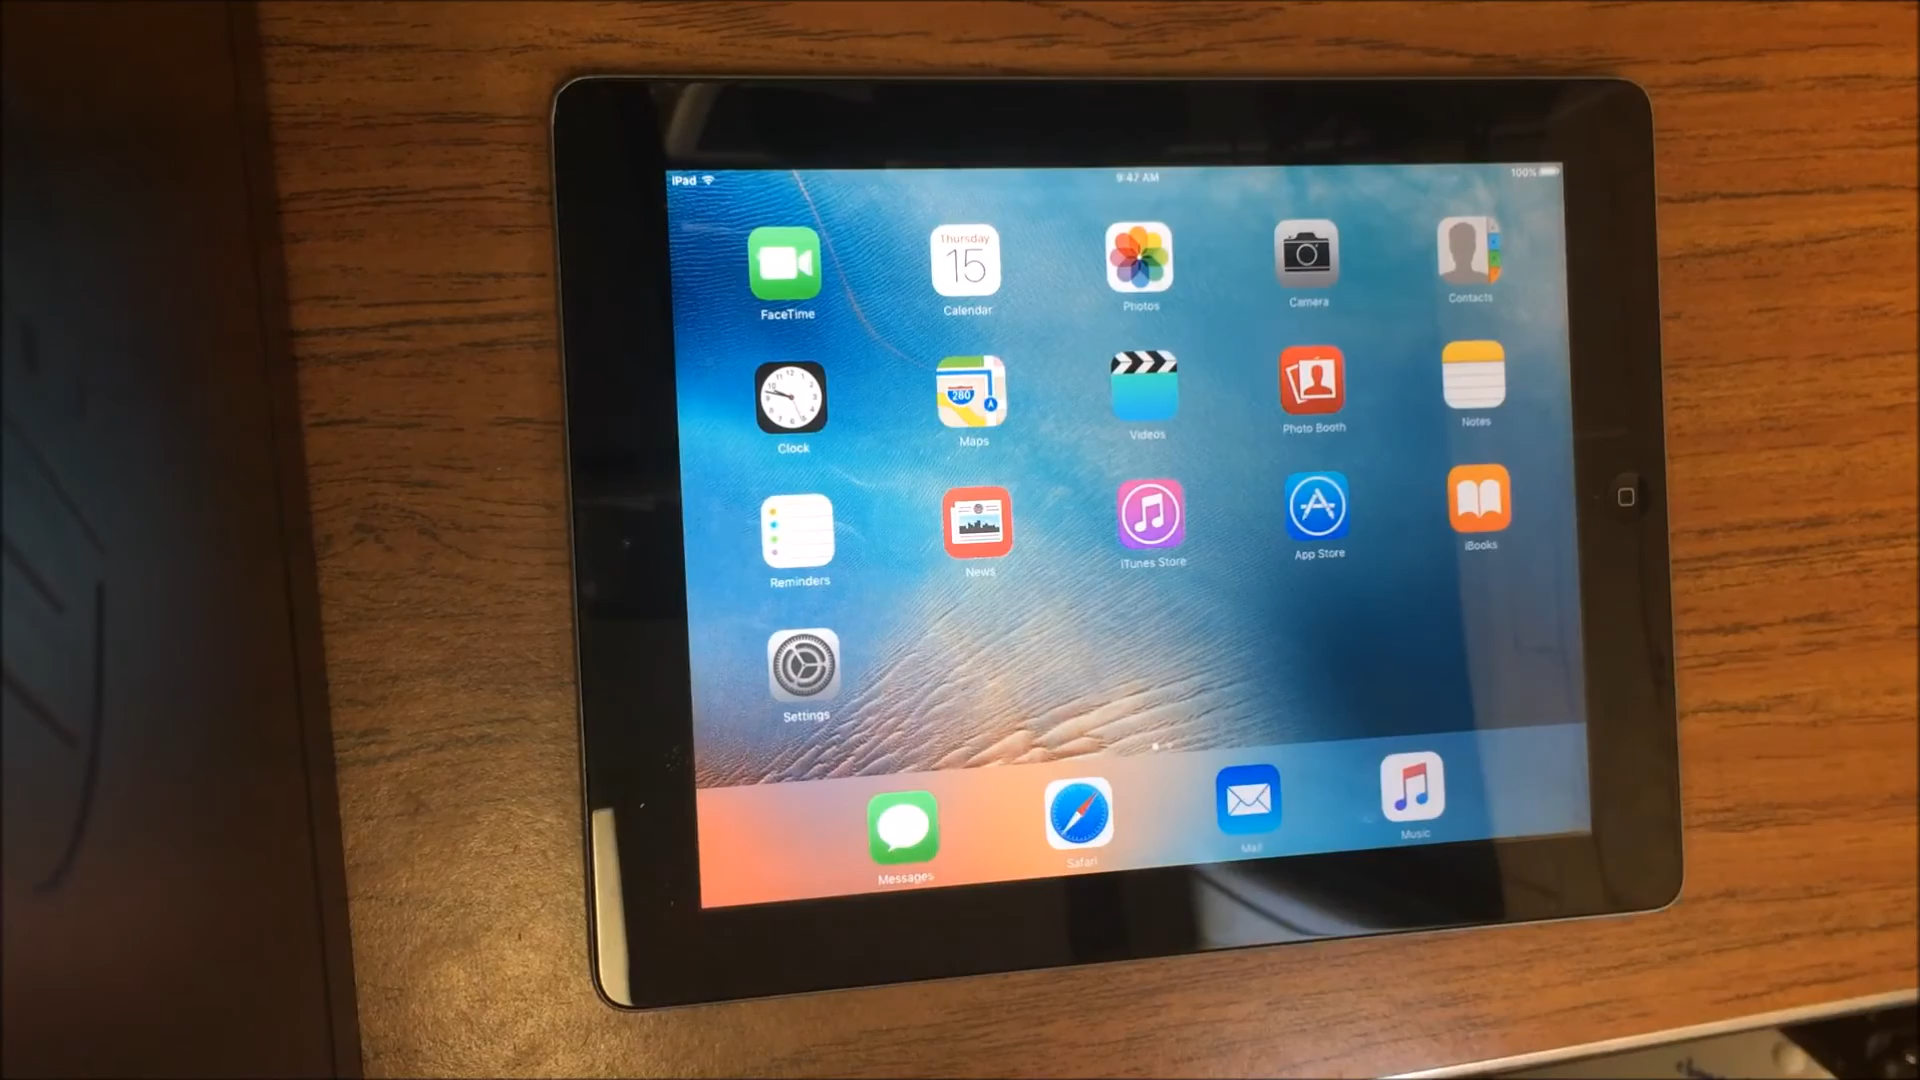 iPad
9:47 AM
100%
FaceTime
Thursday
15
Calendar
Photos
Camera
Contacts
Clock
280
Maps
Videos
Photo Booth
Notes
Reminders
News
iTunes Store
App Store
iBooks
Settings
Messages
Safari
Mail
Music